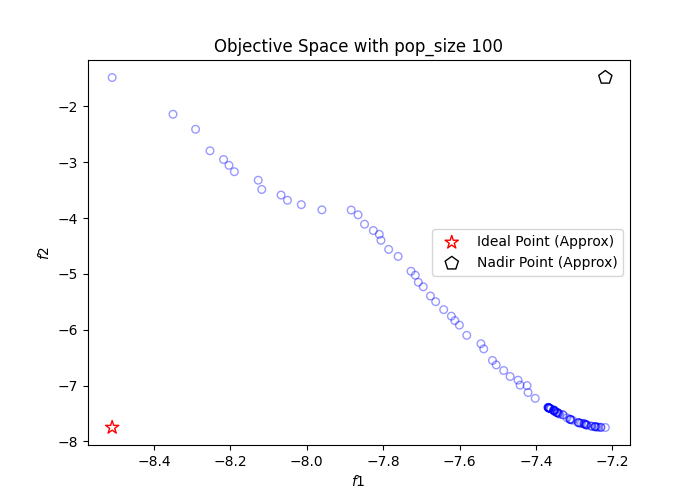 Objective Space with pop_size 100
f2
−2
−3
−4
−5
−6
−7
−8
Ideal Point (Approx)
Nadir Point (Approx)
−8.4
−8.2
−8.0
−7.8
−7.6
−7.4
−7.2
f1